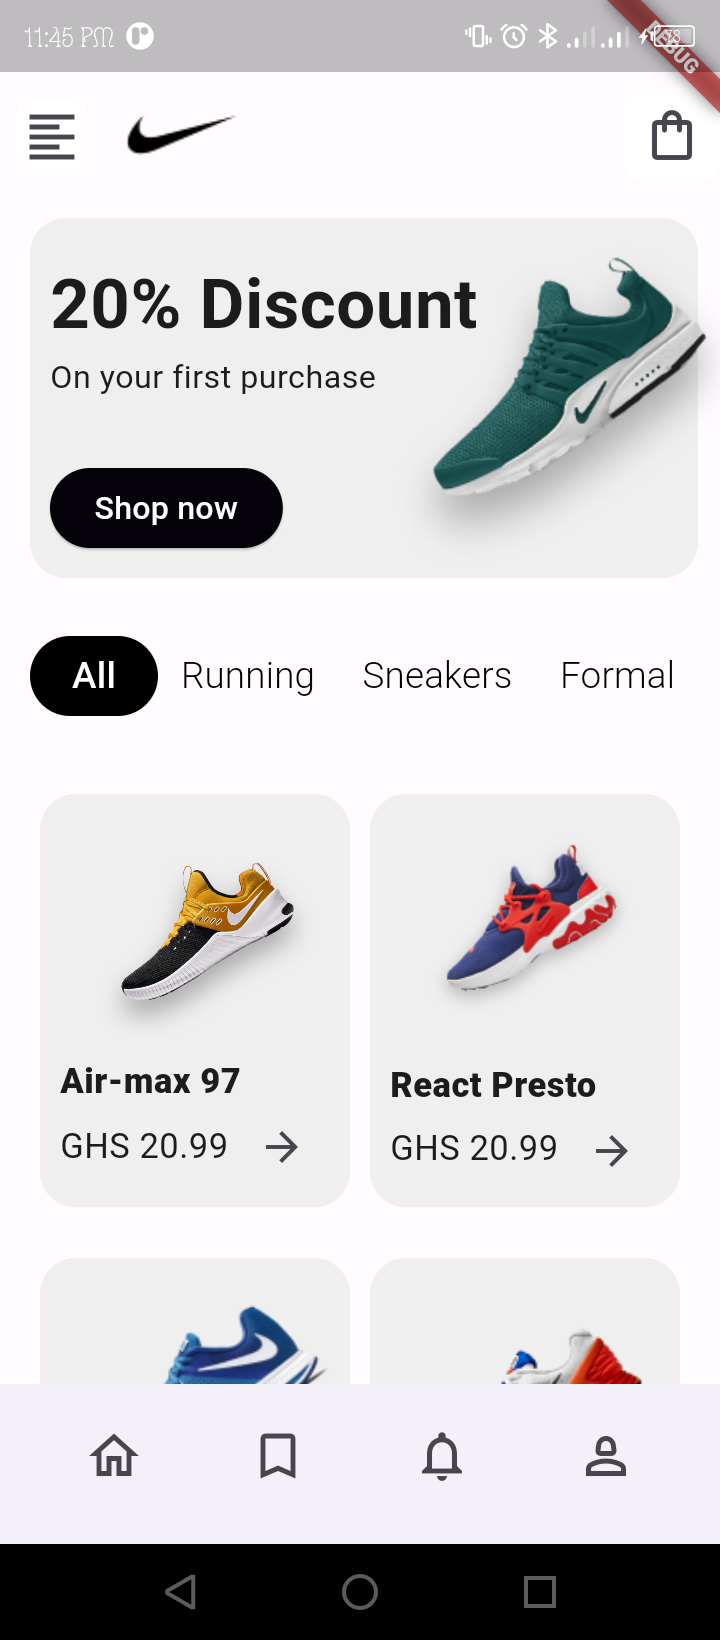 11:45 PM
78
DEBUG
20% Discount
On your first purchase
Shop now
All Running Sneakers Formal
Air-max 97
React Presto
GHS 20.99
GHS 20.99